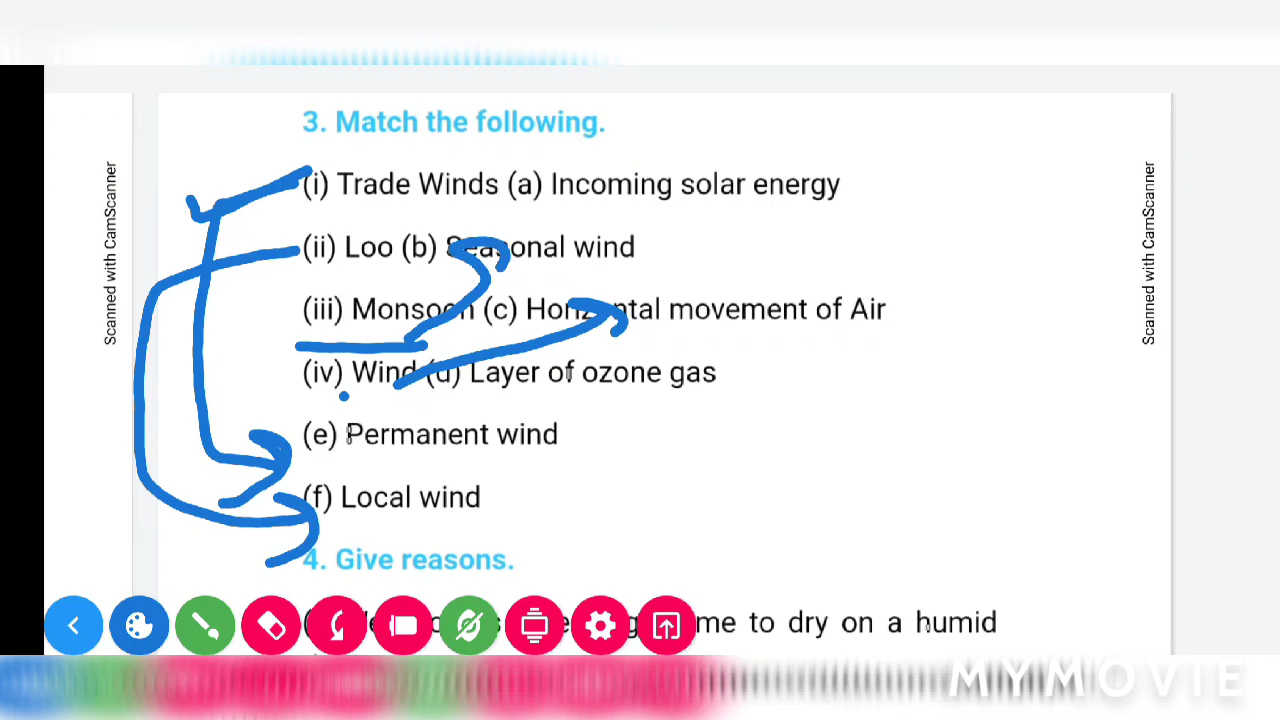 Scanned with CamScanner
3. Match the following.
(i) Trade Winds (a) Incoming solar energy
(ii) Loo (b) Seasonal wind
(iii) Monsoon (c) Horizontal movement of Air
(iv) Wind (d) Layer of ozone gas
(e) Permanent wind
(f) Local wind
4. Give reasons.
to dry on a humid
Scanned with CamScanner
MYMOVIE